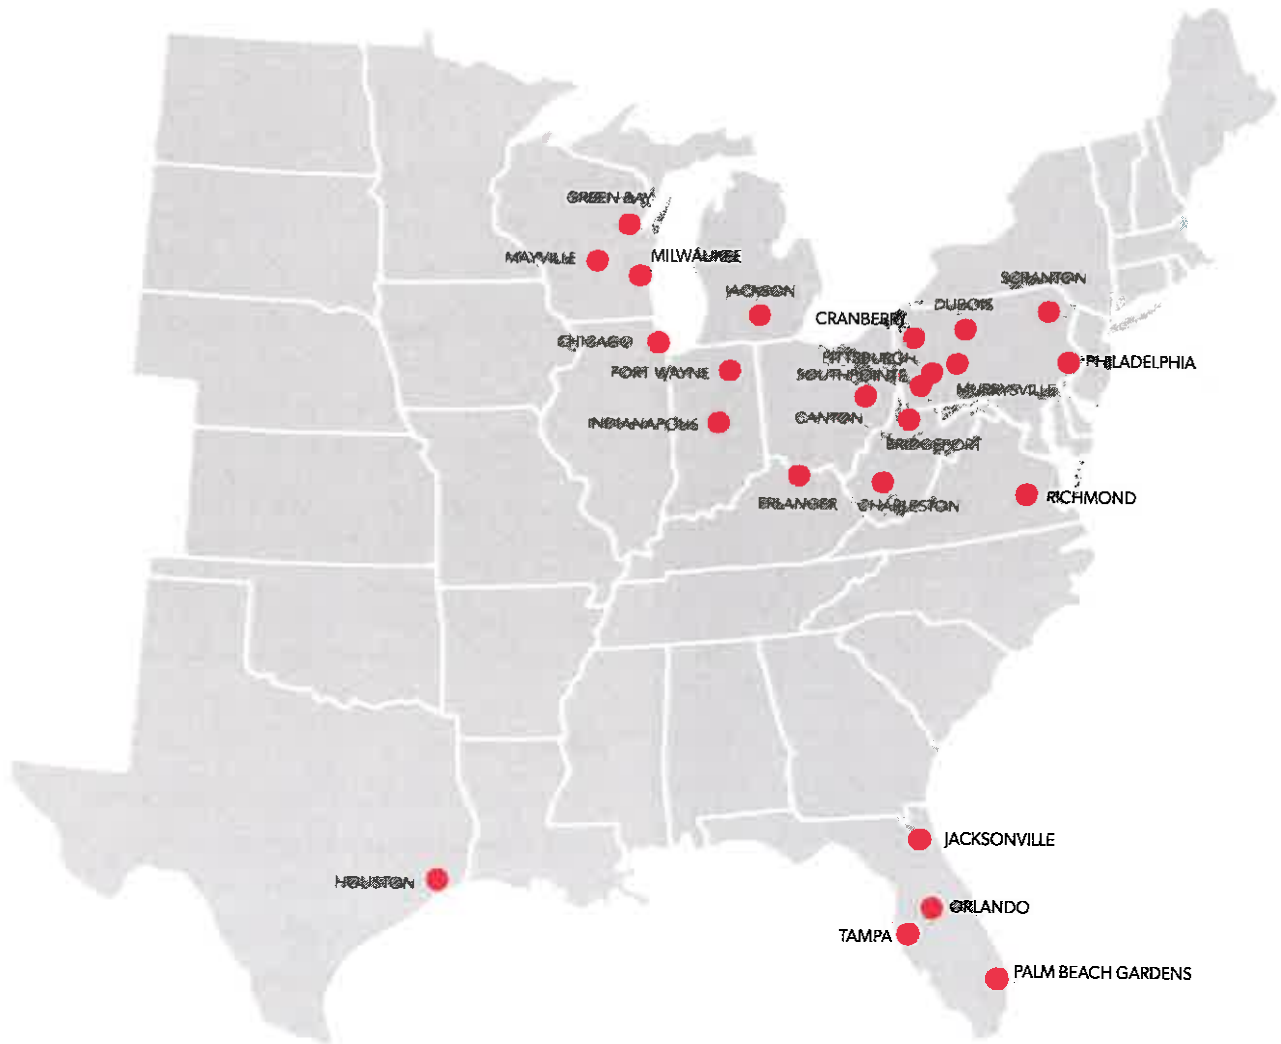 GREEN BAY
MAYVILLE
MILWAUKEE
JACKSON
SCRANTON
DUBOIS
CRANBERRY
CHICAGO
PITTSBURGH
PHILADELPHIA
FORT WAYNE
SOUTHPOINTE
MURRYSVILLE
CANTON
INDIANAPOLIS
BRIDGEPORT
ERLANGER
CHARLESTON
RICHMOND
JACKSONVILLE
HOUSTON
ORLANDO
TAMPA
PALM BEACH GARDENS